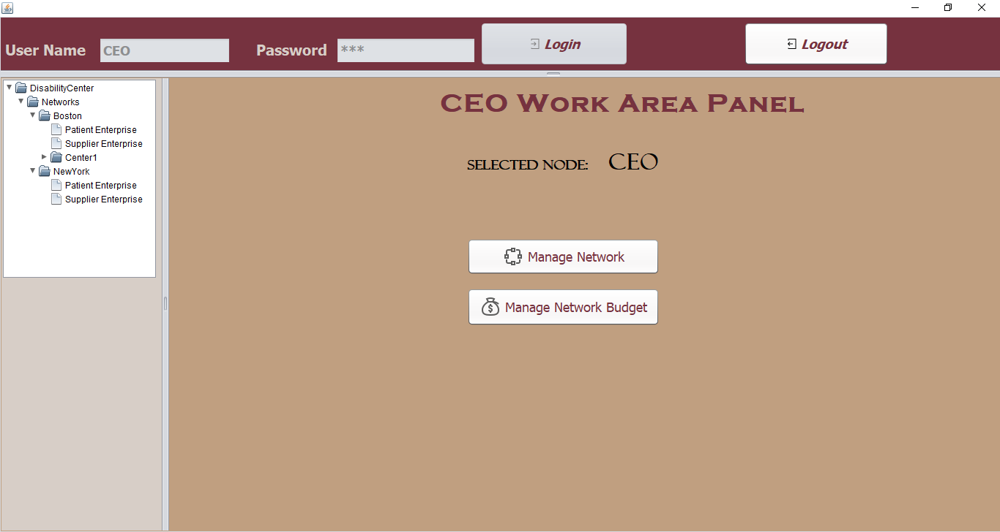 User Name CEO Password *** Login Logout
DisabilityCenter
Networks
Boston
Patient Enterprise
Supplier Enterprise
Center1
NewYork
Patient Enterprise
Supplier Enterprise
CEO Work Area Panel
SELECTED NODE: CEO
Manage Network
Manage Network Budget